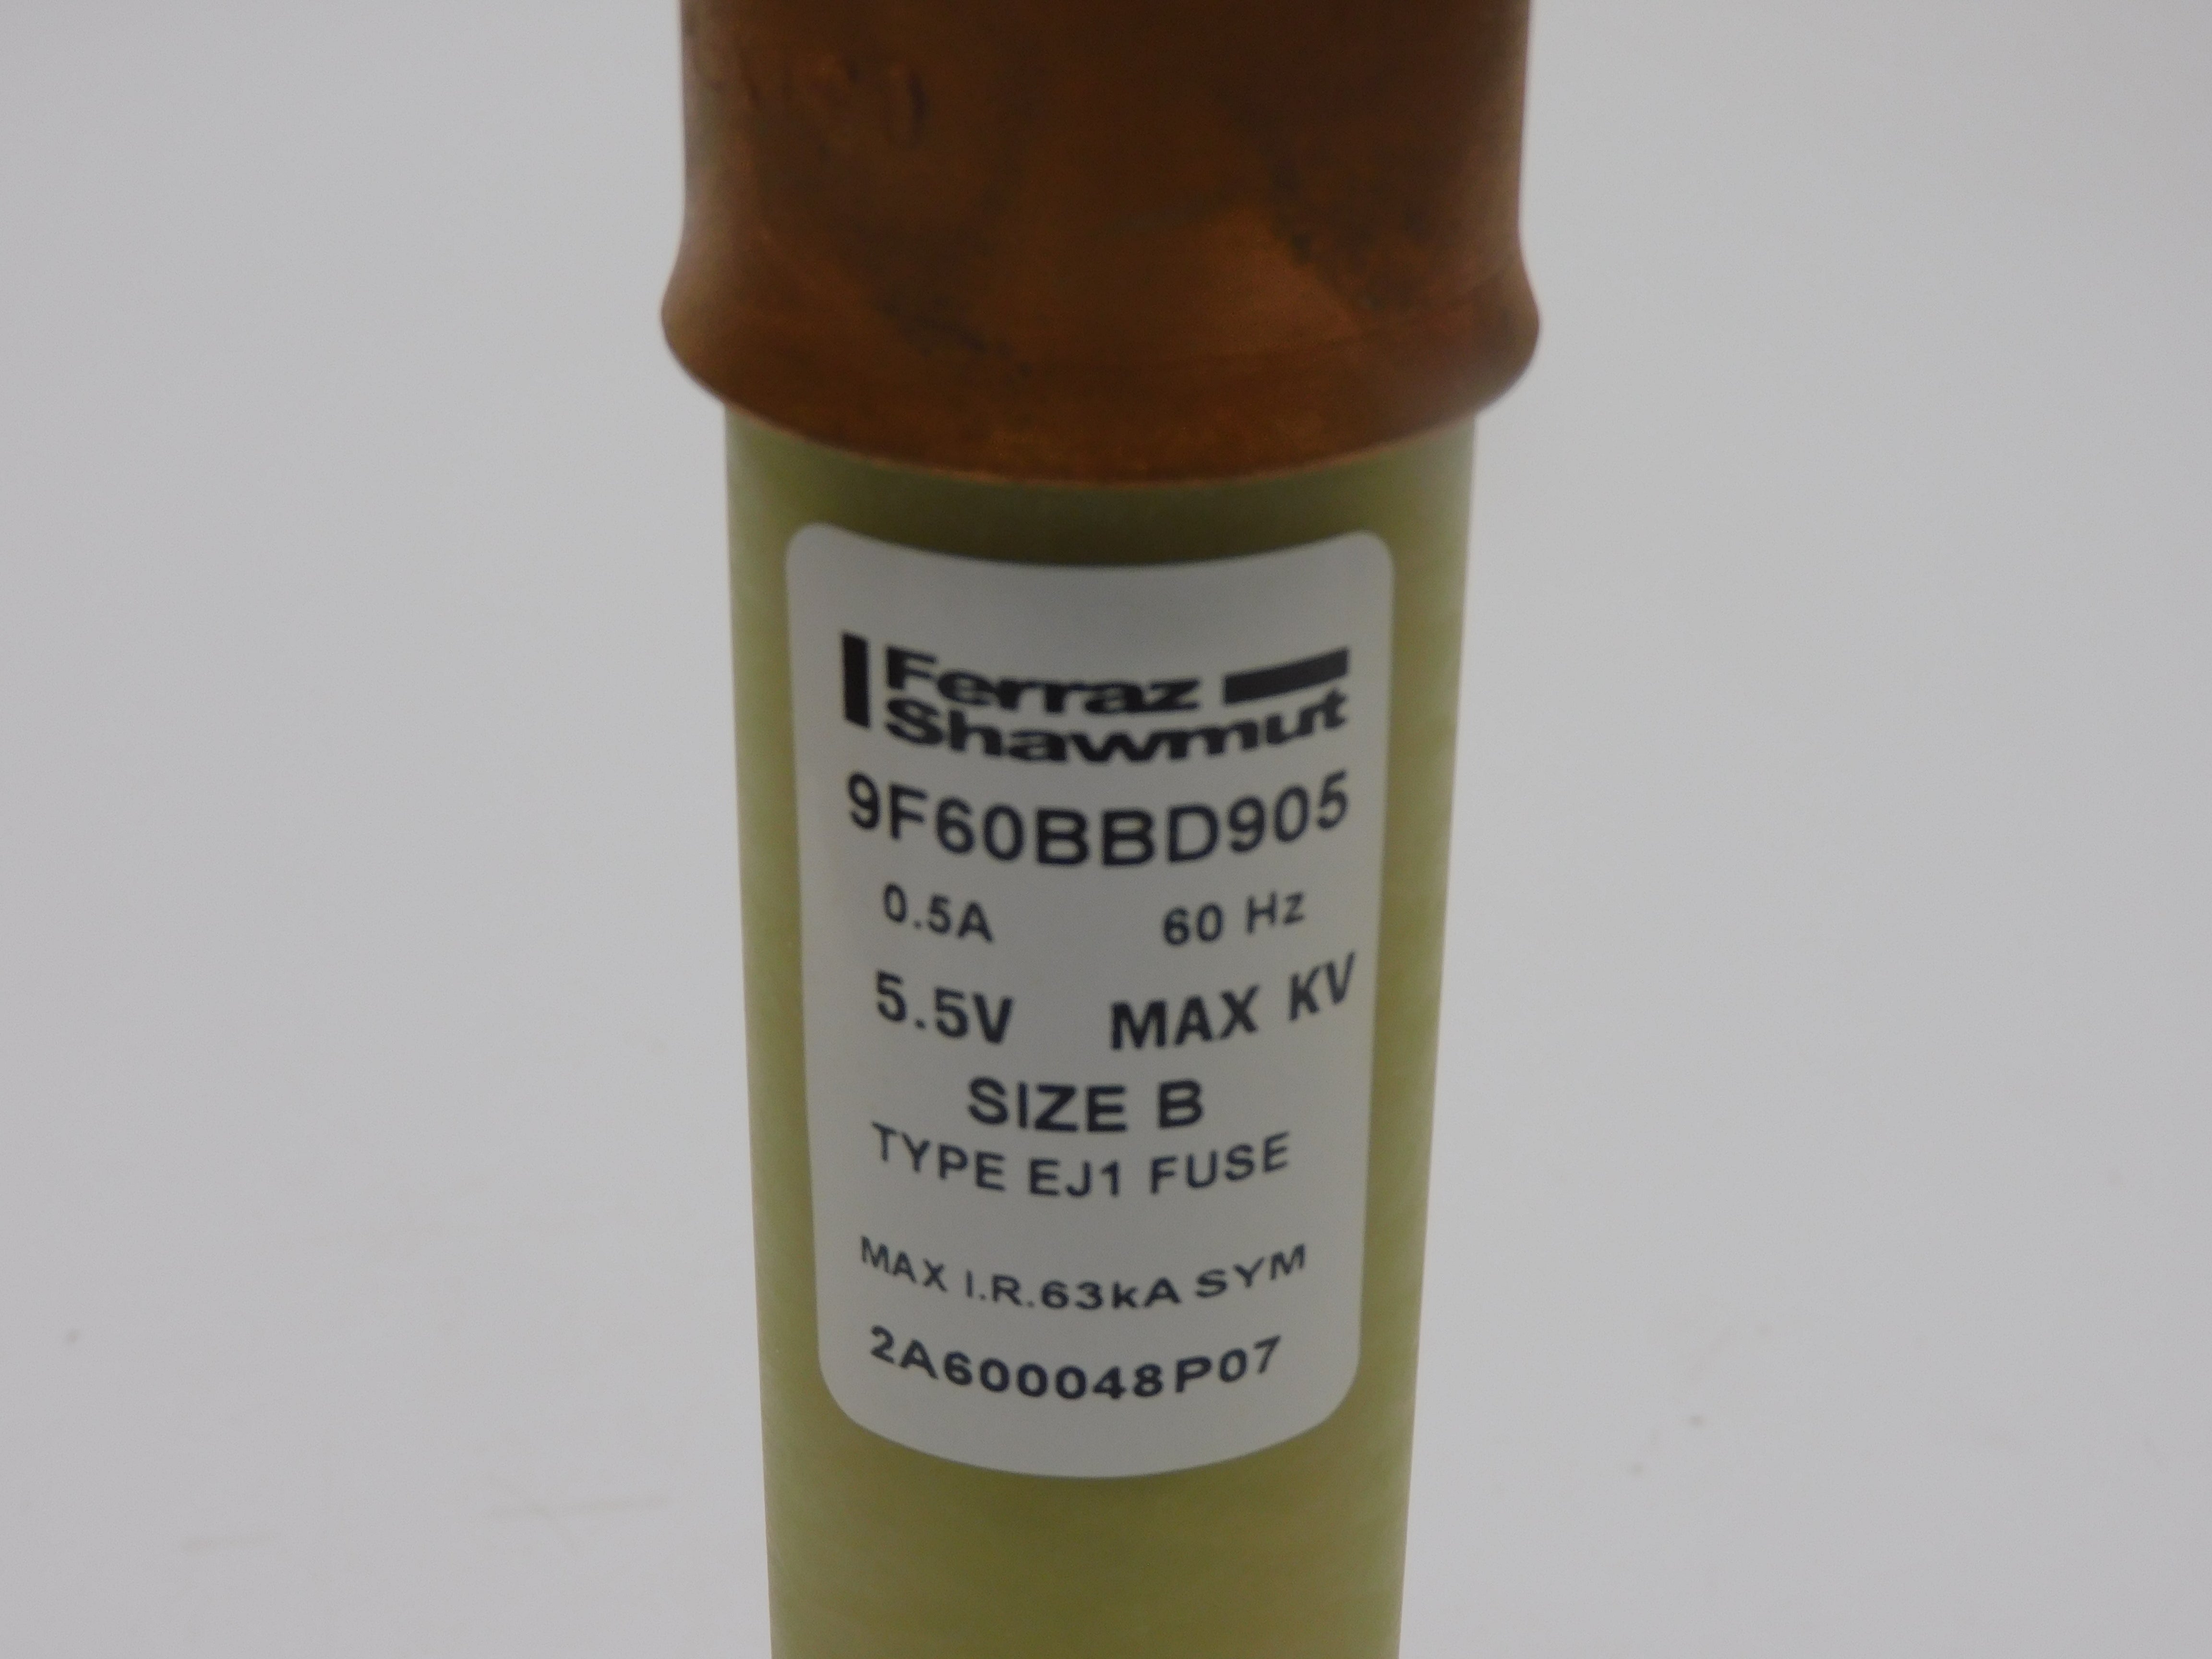 Ferraz
Shawmut
9F60BBD905
0.5A 60 Hz
5.5V MAX KV
SIZE B
TYPE EJ1 FUSE
MAX I.R.63kA SYM
2A600048P07